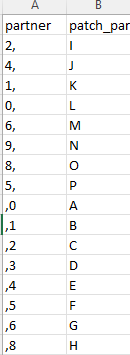 A B
partner patch_par
2, I
4, J
1, K
0, L
6, M
9, N
8, O
5, P
,0 A
,1 B
,2 C
,3 D
,4 E
,5 F
,6 G
,8 H